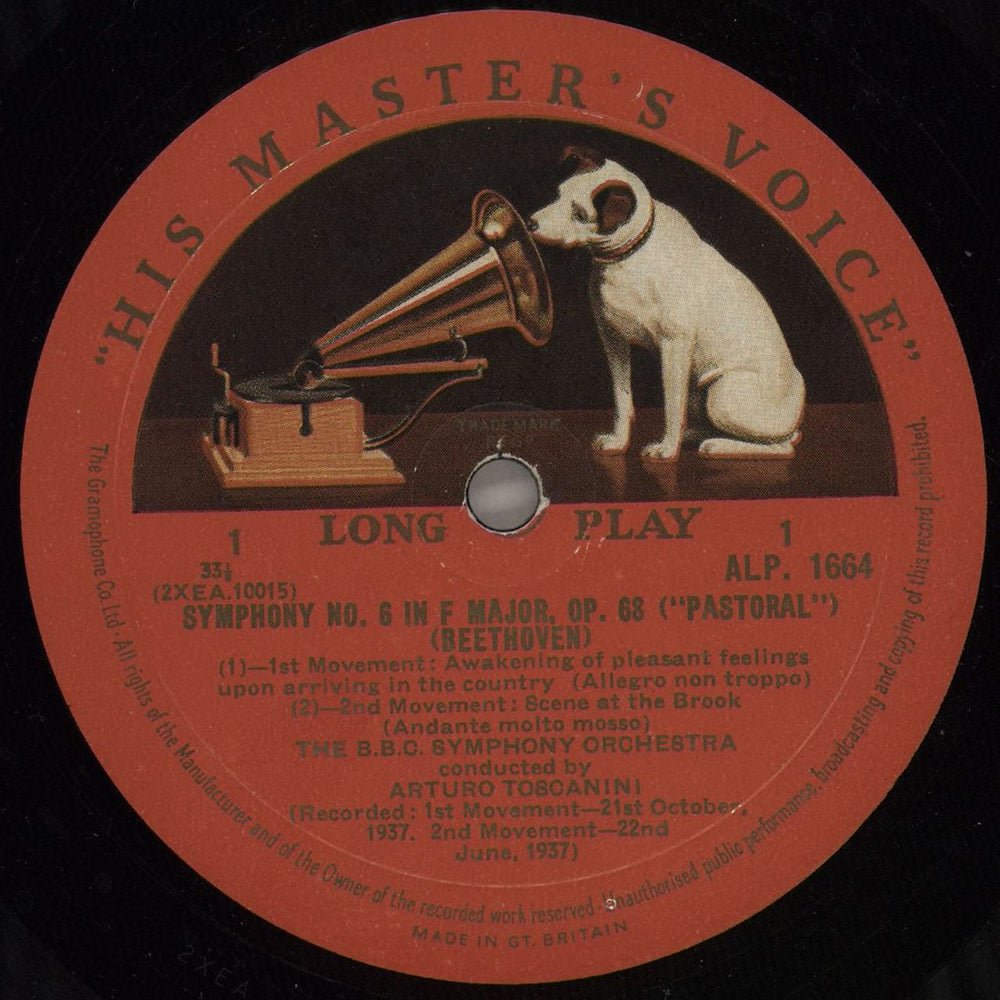 "HIS MASTER'S VOICE"
TRADE MARK
LONG PLAY
1
1
33⅓
(2XEA.10015)
ALP. 1664
SYMPHONY NO. 6 IN F MAJOR, OP. 68 ("PASTORAL")
(BEETHOVEN)
(1)—1st Movement: Awakening of pleasant feelings
upon arriving in the country (Allegro non troppo)
(2)—2nd Movement: Scene at the Brook
(Andante molto mosso)
THE B.B.C. SYMPHONY ORCHESTRA
conducted by
ARTURO TOSCANINI
(Recorded: 1st Movement—21st October,
1937. 2nd Movement—22nd
June, 1937)
The Gramophone Co. Ltd · All rights of the Manufacturer and of the Owner of the recorded work reserved · Unauthorised public performance, broadcasting and copying of this record prohibited.
MADE IN GT. BRITAIN
2XEA